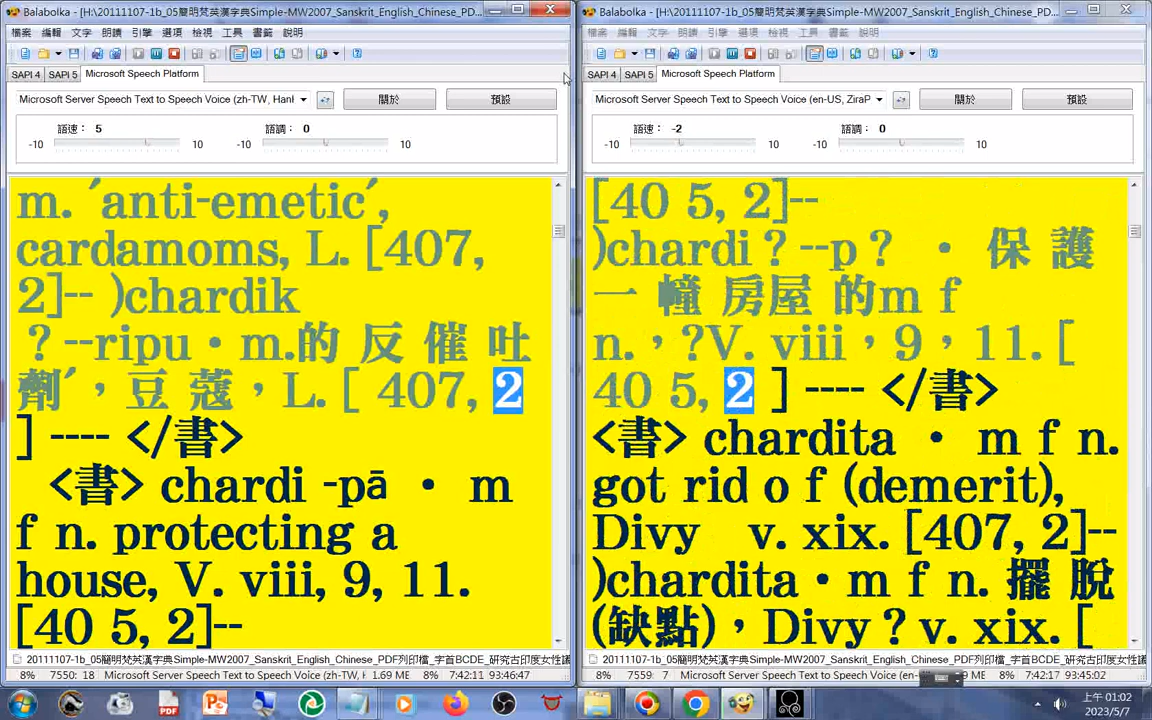 Balabolka - [H:\20111107-1b_05簡明梵英漢字典Simple-MW2007_Sanskrit_English_Chinese_PD...
檔案 編輯 文字 朗讀 引擎 選項 檢視 工具 書籤 說明
SAPI 4 SAPI 5 Microsoft Speech Platform
Microsoft Server Speech Text to Speech Voice (zh-TW, HanH
關於
預設
語速： 5
語調： 0
-10 10 -10 10
m. ´anti-emetic´,
cardamoms, L. [407,
2]-- )chardik
？--ripu・m.的 反 催 吐
劑´，豆 蔻，L. [ 407, 2
] ---- </書>
<書> chardi -pā ・ m
f n. protecting a
house, V. viii, 9, 11.
[40 5, 2]--
20111107-1b_05簡明梵英漢字典Simple-MW2007_Sanskrit_English_Chinese_PDF列印檔_字首BCDE_研究古印度女性議
8% 7550: 18 Microsoft Server Speech Text to Speech Voice (zh-TW, H 1.69 MB 8% 7:42:11 93:46:47
Balabolka - [H:\20111107-1b_05簡明梵英漢字典Simple-MW2007_Sanskrit_English_Chinese_PD...
檔案 編輯 文字 朗讀 引擎 選項 檢視 工具 書籤 說明
SAPI 4 SAPI 5 Microsoft Speech Platform
Microsoft Server Speech Text to Speech Voice (en-US, ZiraP
關於
預設
語速： -2
語調： 0
-10 10 -10 10
[40 5, 2]--
)chardi？--p？ ・ 保 護
一 幢 房屋 的m f
n.，?V. viii，9，11. [
40 5, 2 ] ---- </書>
<書> chardita ・ m f n.
got rid o f (demerit),
Divy v. xix. [407, 2]--
)chardita・m f n. 擺 脫
(缺點)，Divy？v. xix. [
20111107-1b_05簡明梵英漢字典Simple-MW2007_Sanskrit_English_Chinese_PDF列印檔_字首BCDE_研究古印度女性議
8% 7559: 7 Microsoft Server Speech Text to Speech Voice (en-US, 9 MB 8% 7:42:17 93:45:02
上午 01:02
2023/5/7